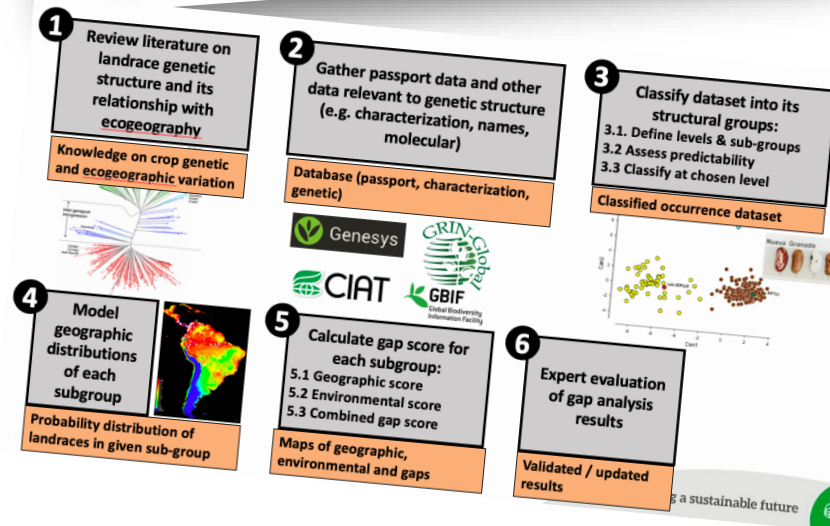 1
Review literature on
landrace genetic
structure and its
relationship with
ecogeography
Knowledge on crop genetic
and ecogeographic variation
2
Gather passport data and other
data relevant to genetic structure
(e.g. characterization, names,
molecular)
Database (passport, characterization,
genetic)
Genesys
GRIN-Global
CIAT
GBIF
Global Biodiversity
Information Facility
3
Classify dataset into its
structural groups:
3.1. Define levels & sub-groups
3.2 Assess predictability
3.3 Classify at chosen level
Classified occurrence dataset
Nueva Granada
Can2
Can1
4
Model
geographic
distributions
of each
subgroup
Probability distribution of
landraces in given sub-group
5
Calculate gap score for
each subgroup:
5.1 Geographic score
5.2 Environmental score
5.3 Combined gap score
Maps of geographic,
environmental and gaps
6
Expert evaluation
of gap analysis
results
Validated / updated
results
g a sustainable future